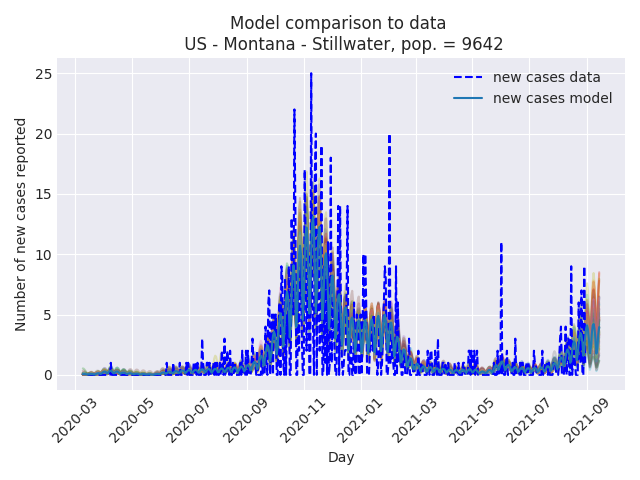 Model comparison to data
US - Montana - Stillwater, pop. = 9642
new cases data
new cases model
Number of new cases reported
25
20
15
10
5
0
2020-03
2020-05
2020-07
2020-09
2020-11
2021-01
2021-03
2021-05
2021-07
2021-09
Day